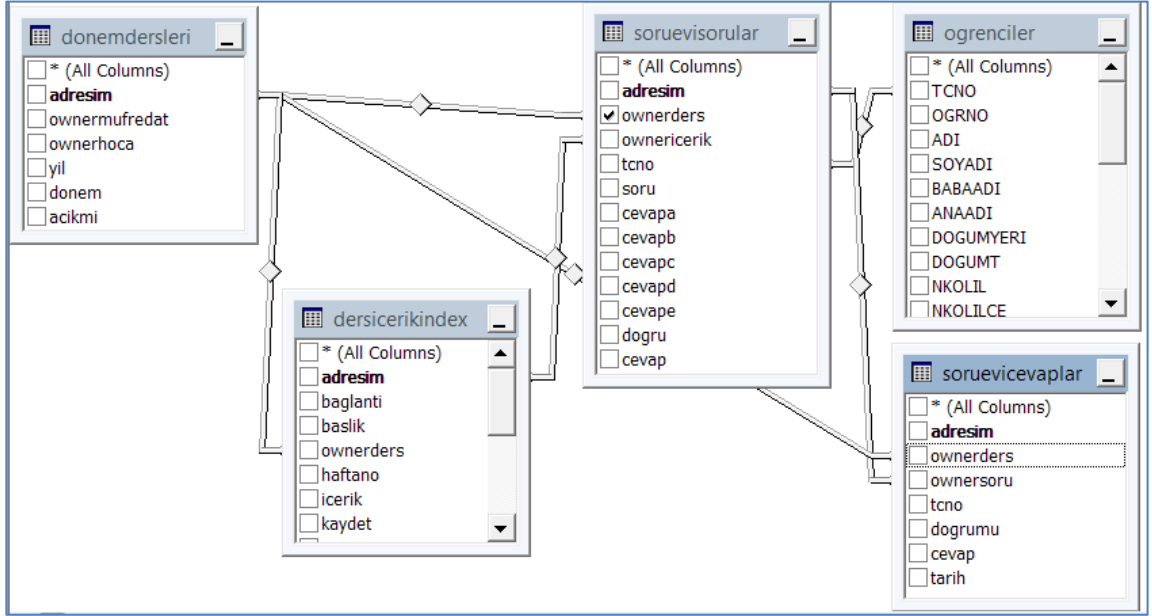 donemdersleri
* (All Columns)
adresim
ownermufredat
ownerhoca
yil
donem
acikmi
soruevisorular
* (All Columns)
adresim
ownerders
ownericerik
tcno
soru
cevapa
cevapb
cevapc
cevapd
cevape
dogru
cevap
ogrenciler
* (All Columns)
TCNO
OGRNO
ADI
SOYADI
BABAADI
ANAADI
DOGUMYERI
DOGUMT
NKOLIL
NKOLILCE
dersicerikindex
* (All Columns)
adresim
baglanti
baslik
ownerders
haftano
icerik
kaydet
soruevicevaplar
* (All Columns)
adresim
ownerders
ownersoru
tcno
dogrumu
cevap
tarih